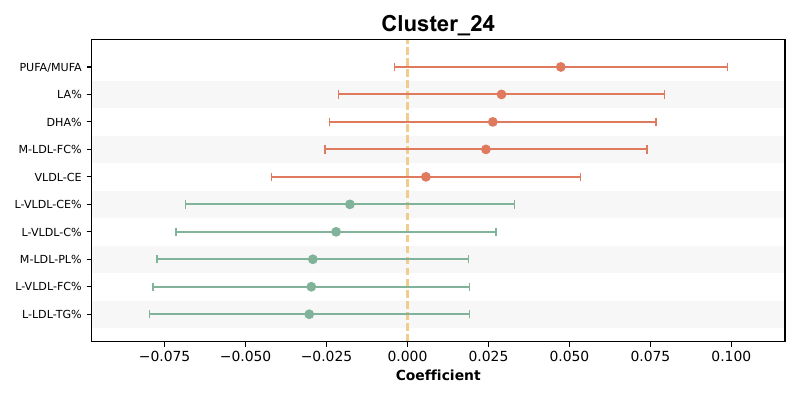 Cluster_24
PUFA/MUFA
LA%
DHA%
M-LDL-FC%
VLDL-CE
L-VLDL-CE%
L-VLDL-C%
M-LDL-PL%
L-VLDL-FC%
L-LDL-TG%
−0.075 −0.050 −0.025 0.000 0.025 0.050 0.075 0.100
Coefficient